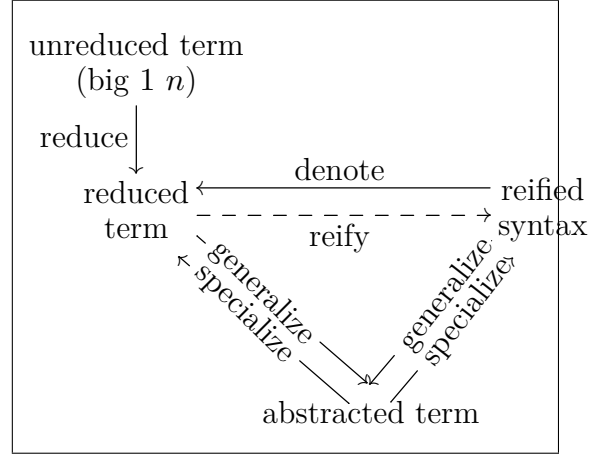 unreduced term
(big 1 n)
reduce
denote
reduced
term
reified
syntax
reify
generalize
specialize
generalize
specialize
abstracted term